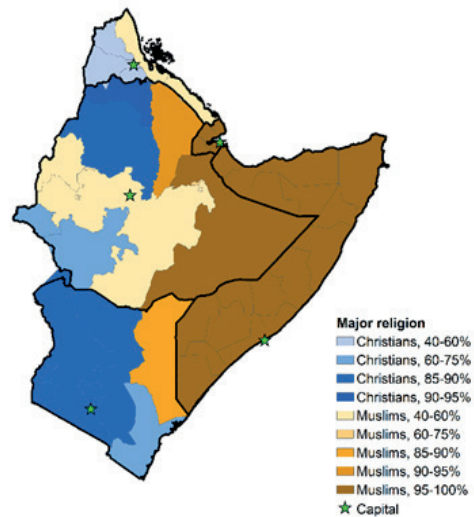 Major religion
Christians, 40-60%
Christians, 60-75%
Christians, 85-90%
Christians, 90-95%
Muslims, 40-60%
Muslims, 60-75%
Muslims, 85-90%
Muslims, 90-95%
Muslims, 95-100%
Capital